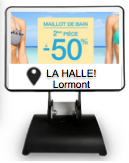 MAILLOT DE BAIN
2ÈME PIÈCE
-50%
LA HALLE!
Lormont